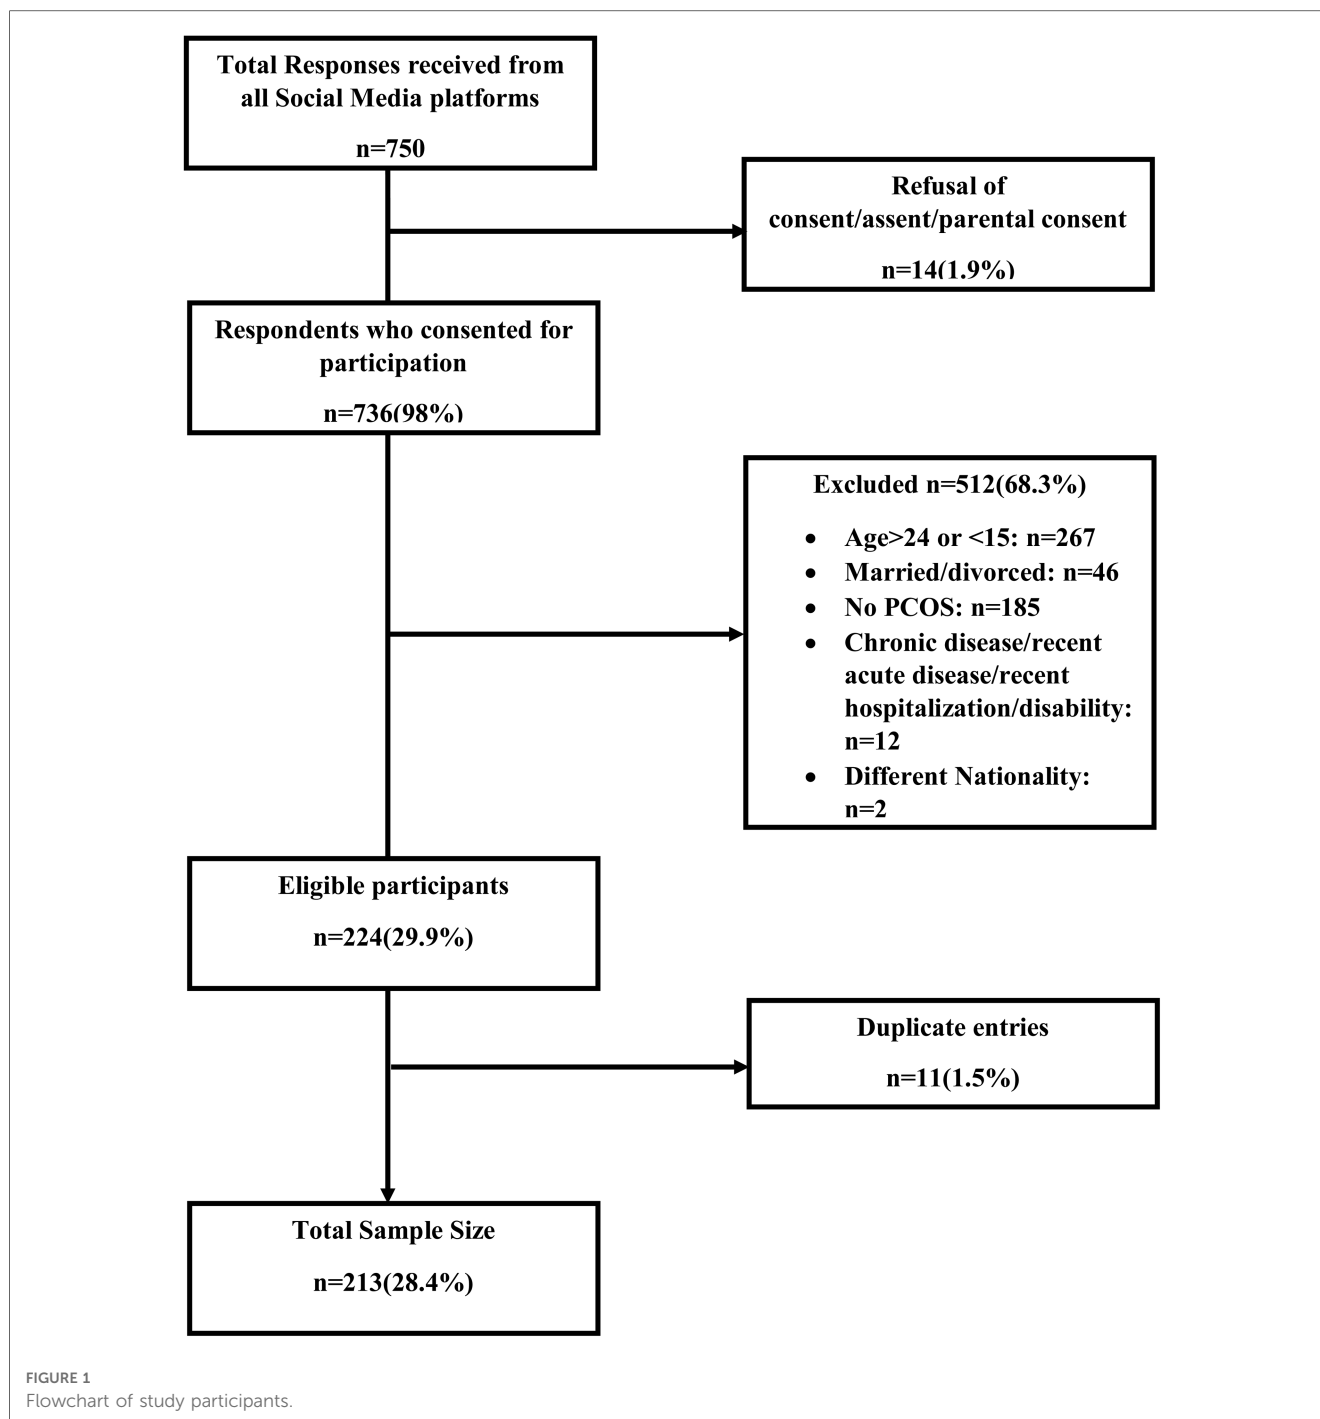 Total Responses received from
all Social Media platforms
n=750
Refusal of
consent/assent/parental consent
n=14(1.9%)
Respondents who consented for
participation
n=736(98%)
Excluded n=512(68.3%)
• Age>24 or <15: n=267
• Married/divorced: n=46
• No PCOS: n=185
• Chronic disease/recent
acute disease/recent
hospitalization/disability:
n=12
• Different Nationality:
n=2
Eligible participants
n=224(29.9%)
Duplicate entries
n=11(1.5%)
Total Sample Size
n=213(28.4%)
FIGURE 1
Flowchart of study participants.